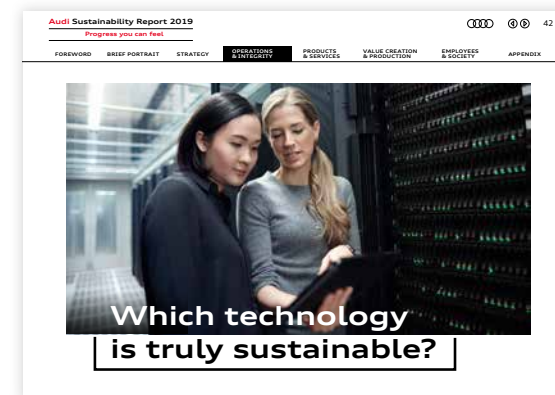 Audi Sustainability Report 2019
Progress you can feel
42
FOREWORD BRIEF PORTRAIT STRATEGY OPERATIONS & INTEGRITY PRODUCTS & SERVICES VALUE CREATION & PRODUCTION EMPLOYEES & SOCIETY APPENDIX
Which technology
is truly sustainable?